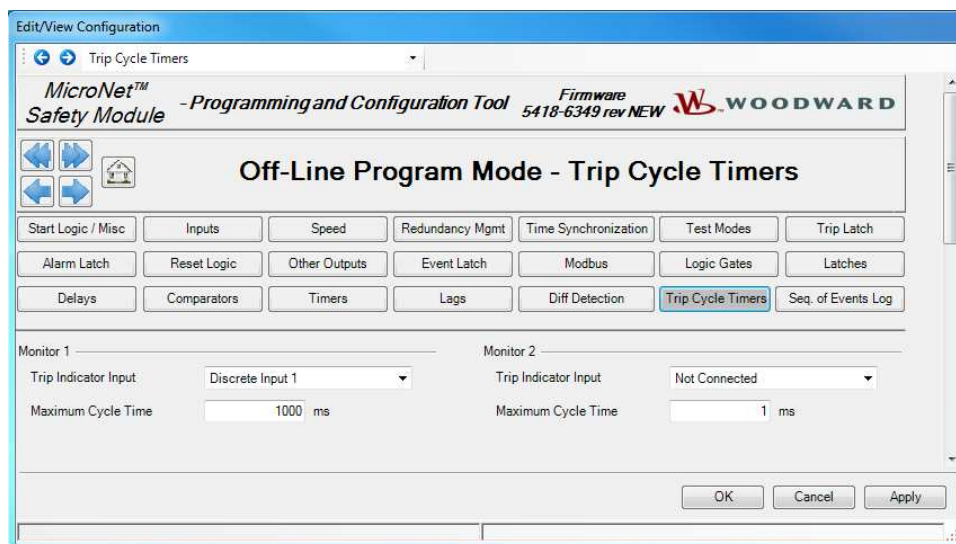 Edit/View Configuration
Trip Cycle Timers
MicroNet™ Safety Module
- Programming and Configuration Tool
Firmware 5418-6349 rev NEW
WOODWARD
Off-Line Program Mode - Trip Cycle Timers
Start Logic / Misc Inputs Speed Redundancy Mgmt Time Synchronization Test Modes Trip Latch
Alarm Latch Reset Logic Other Outputs Event Latch Modbus Logic Gates Latches
Delays Comparators Timers Lags Diff Detection Trip Cycle Timers Seq. of Events Log
Monitor 1 Monitor 2
Trip Indicator Input Discrete Input 1 Trip Indicator Input Not Connected
Maximum Cycle Time 1000 ms Maximum Cycle Time 1 ms
OK Cancel Apply